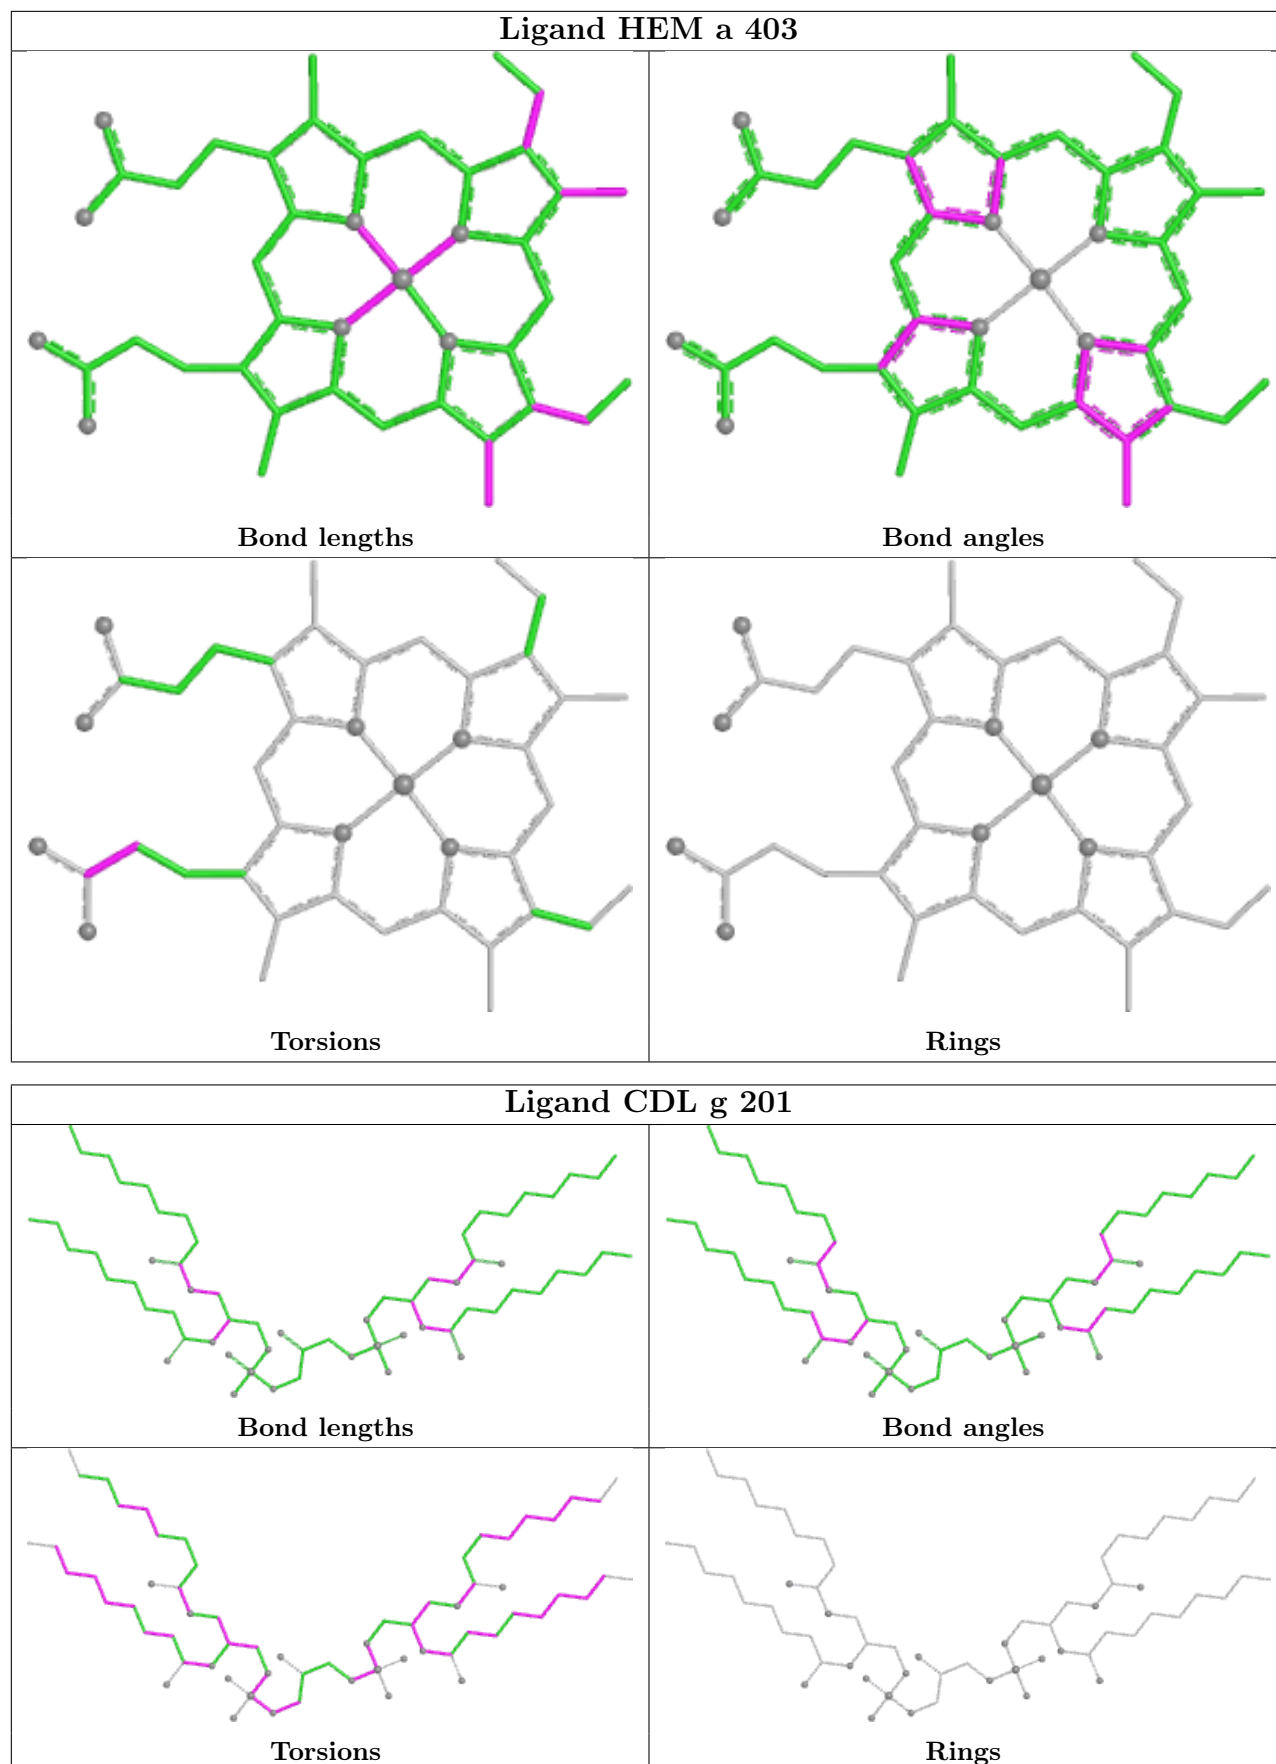 Ligand HEM a 403
Bond lengths
Bond angles
Torsions
Rings
Ligand CDL g 201
Bond lengths
Bond angles
Torsions
Rings